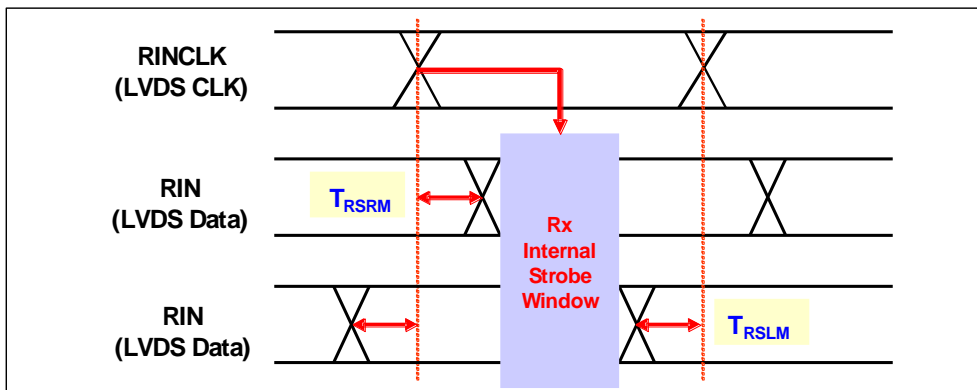 RINCLK
(LVDS CLK)
RIN
(LVDS Data)
TRSRM
Rx
Internal
Strobe
Window
RIN
(LVDS Data)
TRSLM